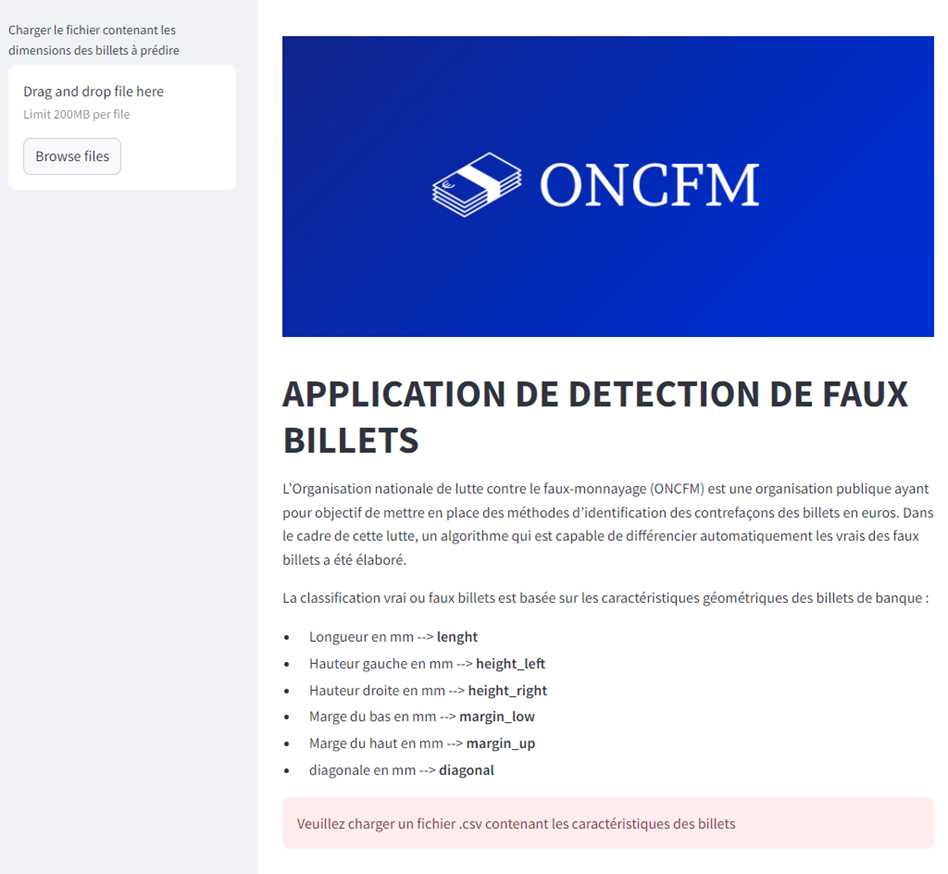 Charger le fichier contenant les
dimensions des billets à prédire
Drag and drop file here
Limit 200MB per file
Browse files
ONCFM
APPLICATION DE DETECTION DE FAUX
BILLETS
L’Organisation nationale de lutte contre le faux-monnayage (ONCFM) est une organisation publique ayant
pour objectif de mettre en place des méthodes d’identification des contrefaçons des billets en euros. Dans
le cadre de cette lutte, un algorithme qui est capable de différencier automatiquement les vrais des faux
billets a été élaboré.
La classification vrai ou faux billets est basée sur les caractéristiques géométriques des billets de banque :
• Longueur en mm --> lenght
• Hauteur gauche en mm --> height_left
• Hauteur droite en mm --> height_right
• Marge du bas en mm --> margin_low
• Marge du haut en mm --> margin_up
• diagonale en mm --> diagonal
Veuillez charger un fichier .csv contenant les caractéristiques des billets